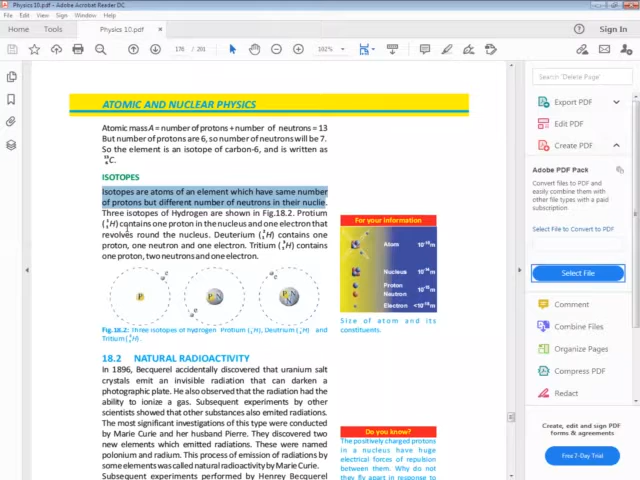 Physics 10.pdf - Adobe Acrobat Reader DC
File Edit View Sign Window Help
Home Tools Physics 10.pdf × Sign In
176 / 201 102%
Search 'Delete Page'
Export PDF
Edit PDF
Create PDF
Adobe PDF Pack
Convert files to PDF and
easily combine them with
other file types with a paid
subscription.
Select File to Convert to PDF
Select File
Comment
Combine Files
Organize Pages
Compress PDF
Redact
Create, edit and sign PDF
forms & agreements
Free 7-Day Trial
ATOMIC AND NUCLEAR PHYSICS
Atomic mass A = number of protons + number of neutrons = 13
But number of protons are 6, so number of neutrons will be 7.
So the element is an isotope of carbon-6, and is written as
¹³₆C.
ISOTOPES
Isotopes are atoms of an element which have same number
of protons but different number of neutrons in their nuclie.
Three isotopes of Hydrogen are shown in Fig.18.2. Protium
(¹₁H) contains one proton in the nucleus and one electron that
revolves round the nucleus. Deuterium (²₁H) contains one
proton, one neutron and one electron. Tritium (³₁H) contains
one proton, two neutrons and one electron.
e e e
P P N P N N
Fig.18.2: Three isotopes of hydrogen Protium (¹₁H), Deutrium (²₁H) and
Tritium (³₁H) .
For your information
Atom 10⁻¹⁰m
Nucleus 10⁻¹⁴m
Proton
Neutron 10⁻¹⁵m
Electron <10⁻¹⁸m
Size of atom and its
constituents.
18.2 NATURAL RADIOACTIVITY
In 1896, Becquerel accidentally discovered that uranium salt
crystals emit an invisible radiation that can darken a
photographic plate. He also observed that the radiation had the
ability to ionize a gas. Subsequent experiments by other
scientists showed that other substances also emitted radiations.
The most significant investigations of this type were conducted
by Marie Curie and her husband Pierre. They discovered two
new elements which emitted radiations. These were named
polonium and radium. This process of emission of radiations by
some elements was called natural radioactivity by Marie Curie.
Subsequent experiments performed by Henrey Becquerel
Do you know?
The positively charged protons
in a nucleus have huge
electrical forces of repulsion
between them. Why do not
they fly apart in response to